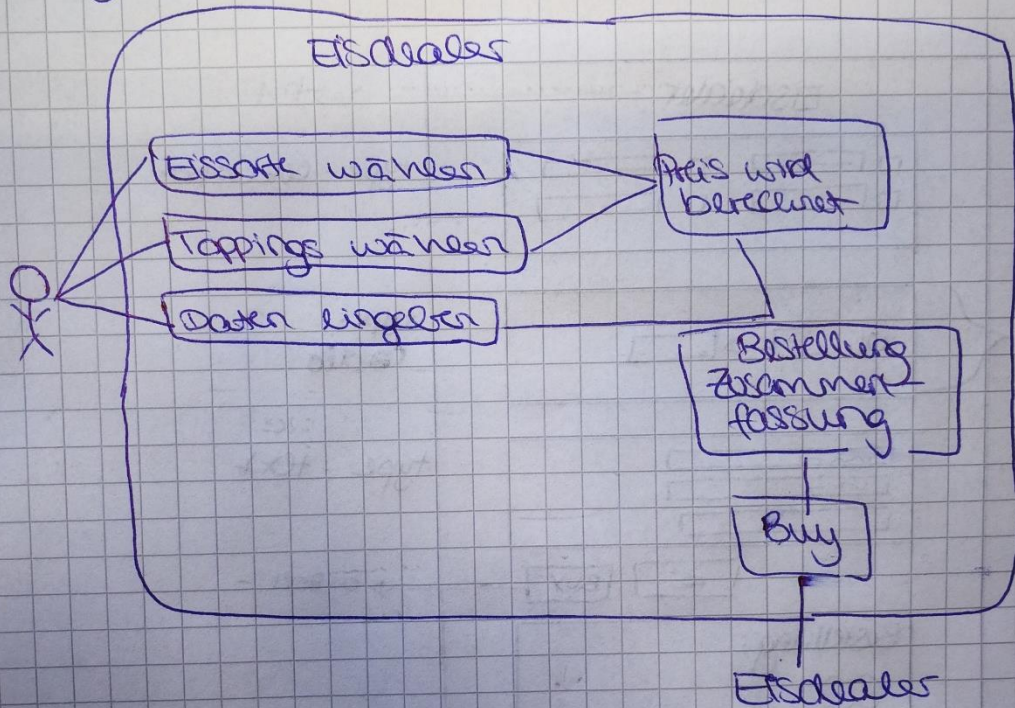 Eisdealer
Eissorte wählen
Toppings wählen
Daten eingeben
Preis wird
berechnet
Bestellung
Zusammen-
fassung
Buy
Eisdealer